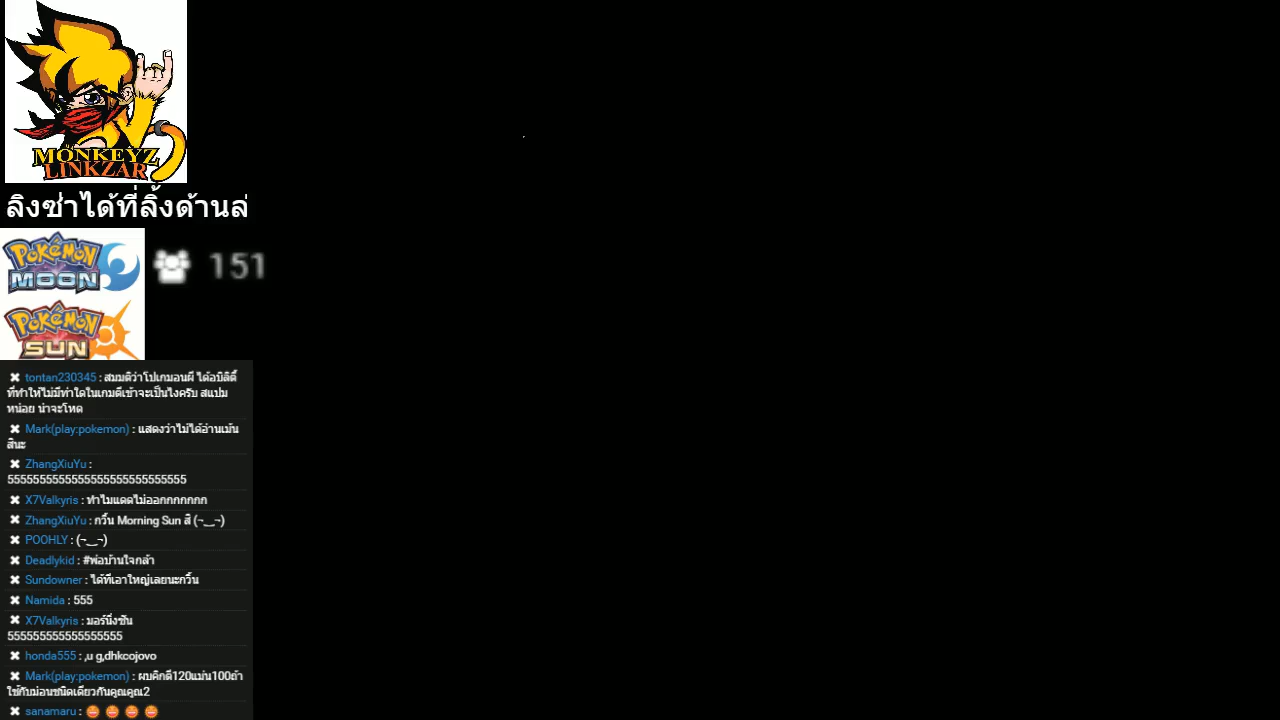 MONKEYZ
LINKZAR
ลิงซ่าได้ที่ลิ้งด้านล่
POKéMON
MOON
151
POKéMON
SUN
tontan230345 : สมมติว่าโปเกมอนผี ได้อบิลิตี้
ที่ทำให้ไม่มีท่าใดในเกมตีเข้าจะเป็นไงครับ สแปม
หน่อย น่าจะโหด
Mark(play:pokemon) : แสดงว่าไม่ได้อ่านเม้น
สินะ
ZhangXiuYu :
5555555555555555555555555555
X7Valkyris : ทำไมแดดไม่ออกกกกกกก
ZhangXiuYu : กวิ้น Morning Sun สิ (¬‿¬)
POOHLY : (¬‿¬)
Deadlykid : #พ่อบ้านใจกล้า
Sundowner : ได้ทีเอาใหญ่เลยนะกวิ้น
Namida : 555
X7Valkyris : มอร์นิ่งซัน
555555555555555555
honda555 : ,u g,dhkcojovo
Mark(play:pokemon) : ผบคิกตี120แม่น100ถ้า
ใช้กับม่อนชนิดเดียวกันคูณคูณ2
sanamaru :